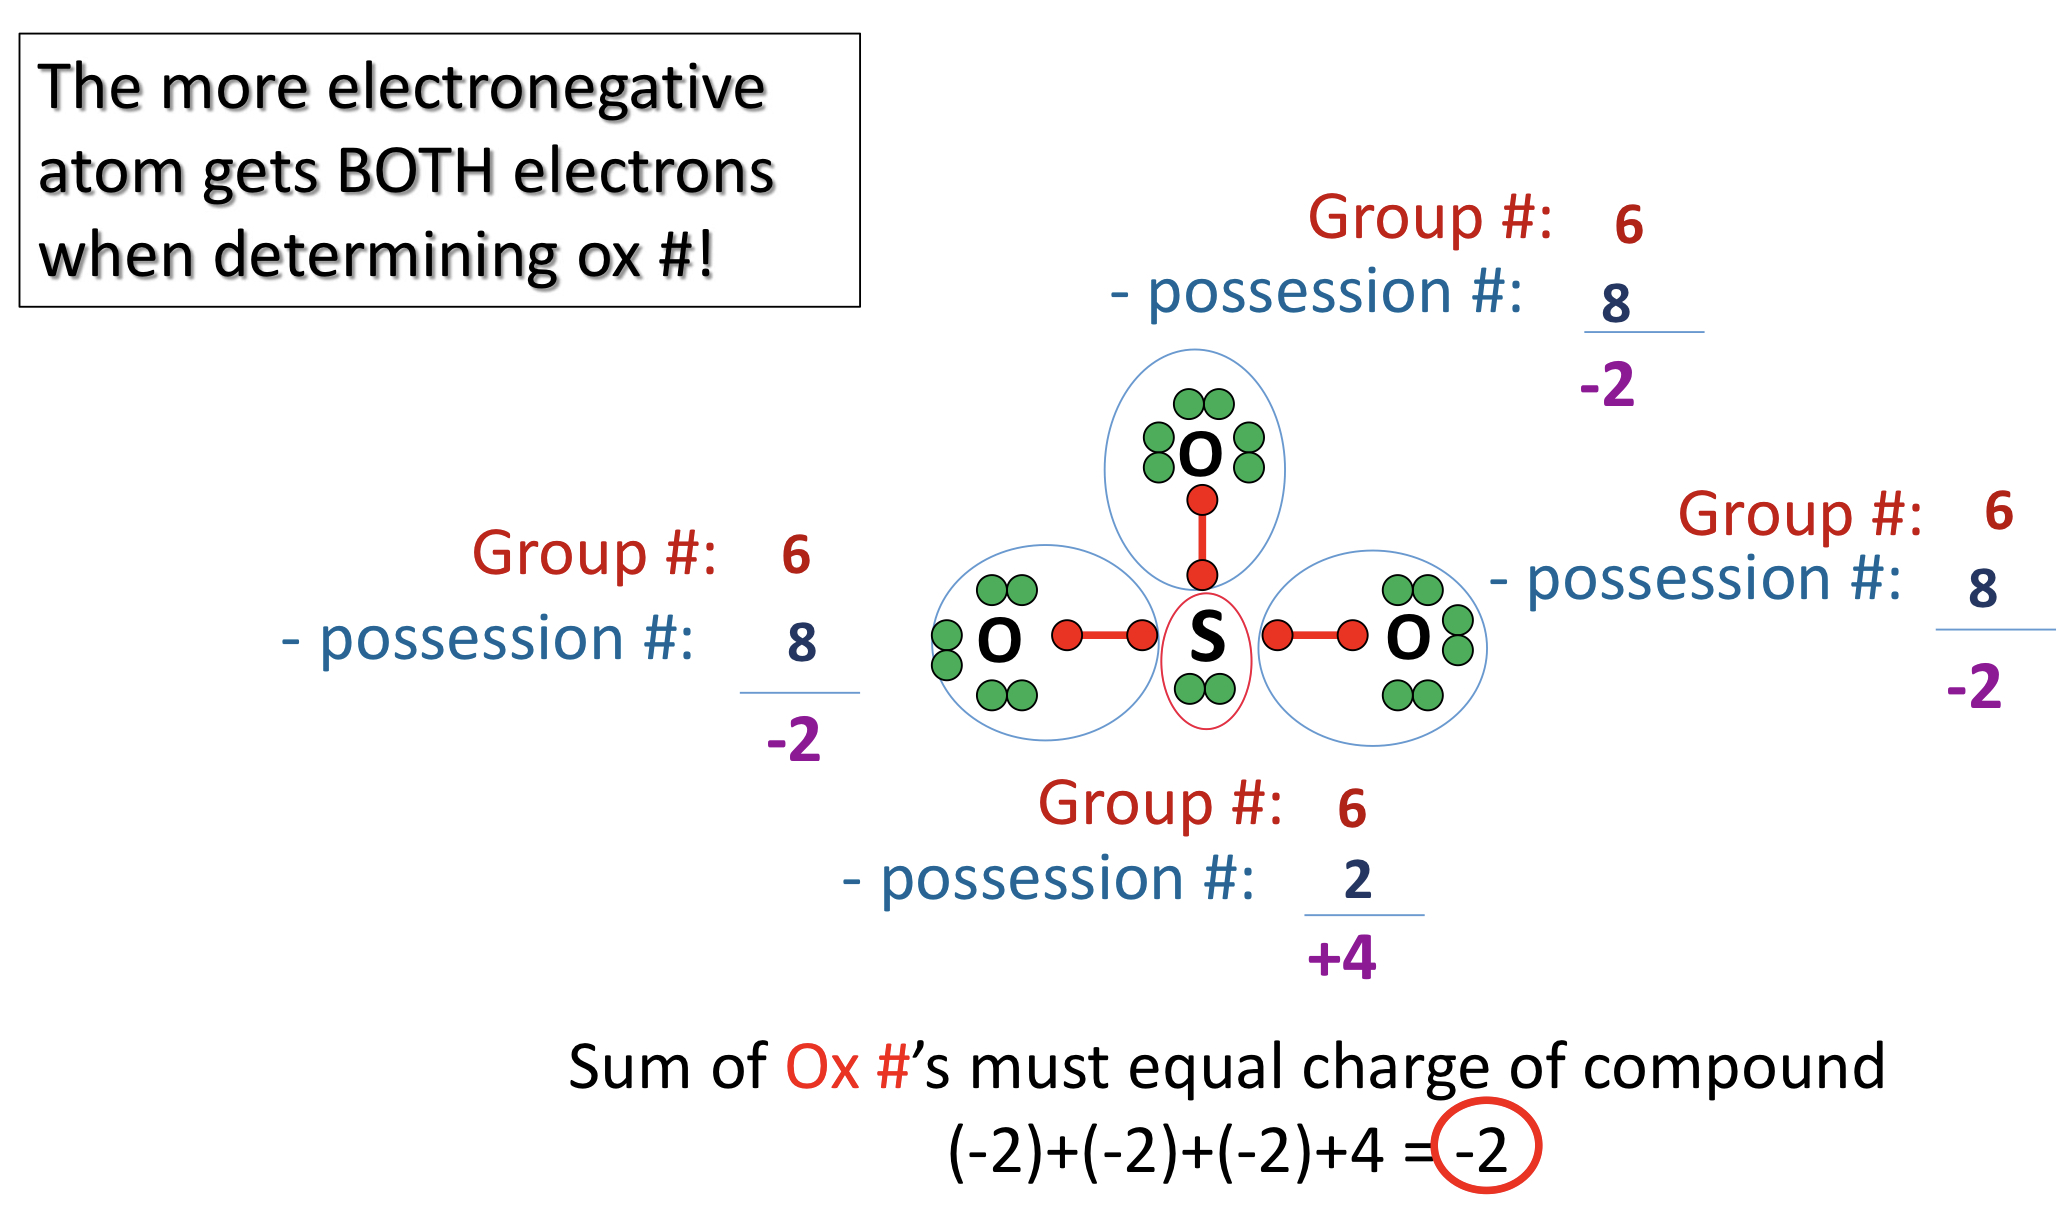 The more electronegative
atom gets BOTH electrons
when determining ox #!
Group #: 6
- possession #: 8
-2
Group #: 6
- possession #: 8
-2
Group #: 6
- possession #: 8
-2
O
O
S
O
Group #: 6
- possession #: 2
+4
Sum of Ox #’s must equal charge of compound
(-2)+(-2)+(-2)+4 = -2